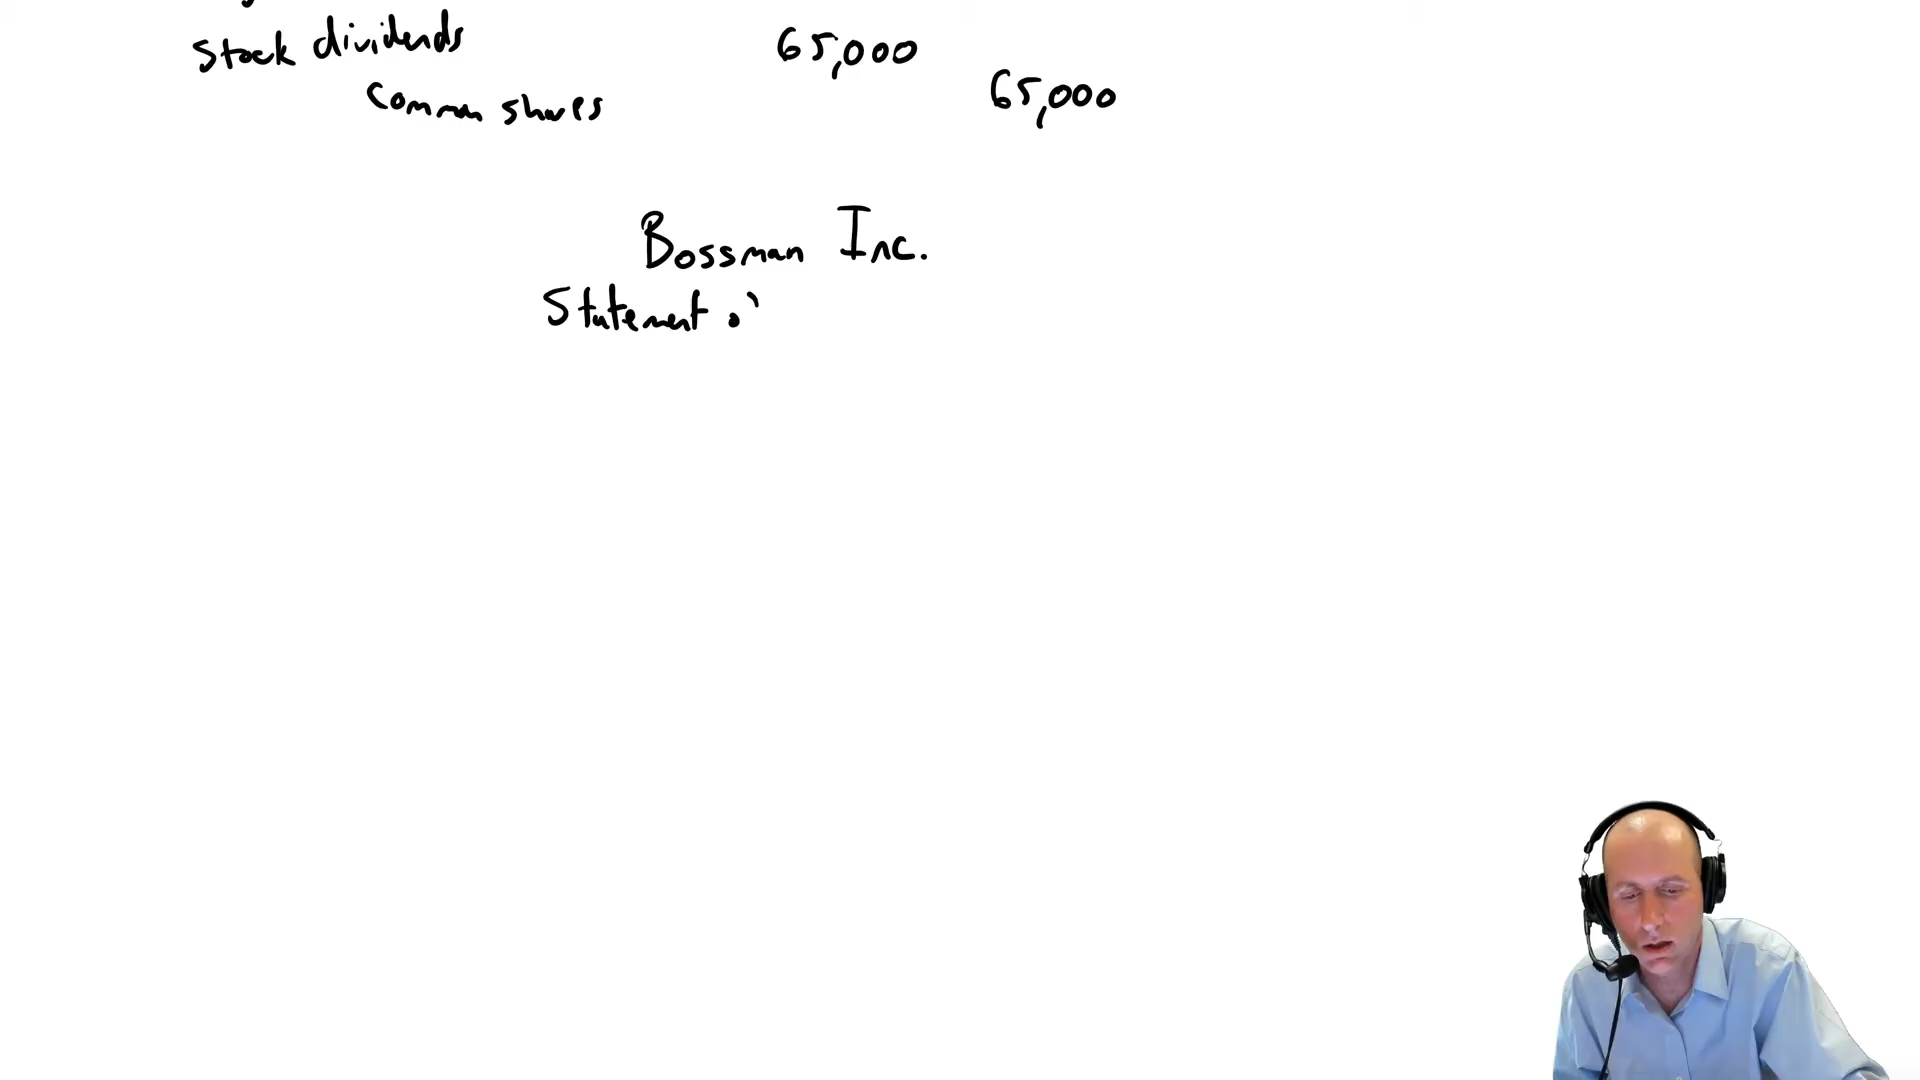 Stock dividends 65,000
Common shares 65,000
Bossman Inc.
Statement